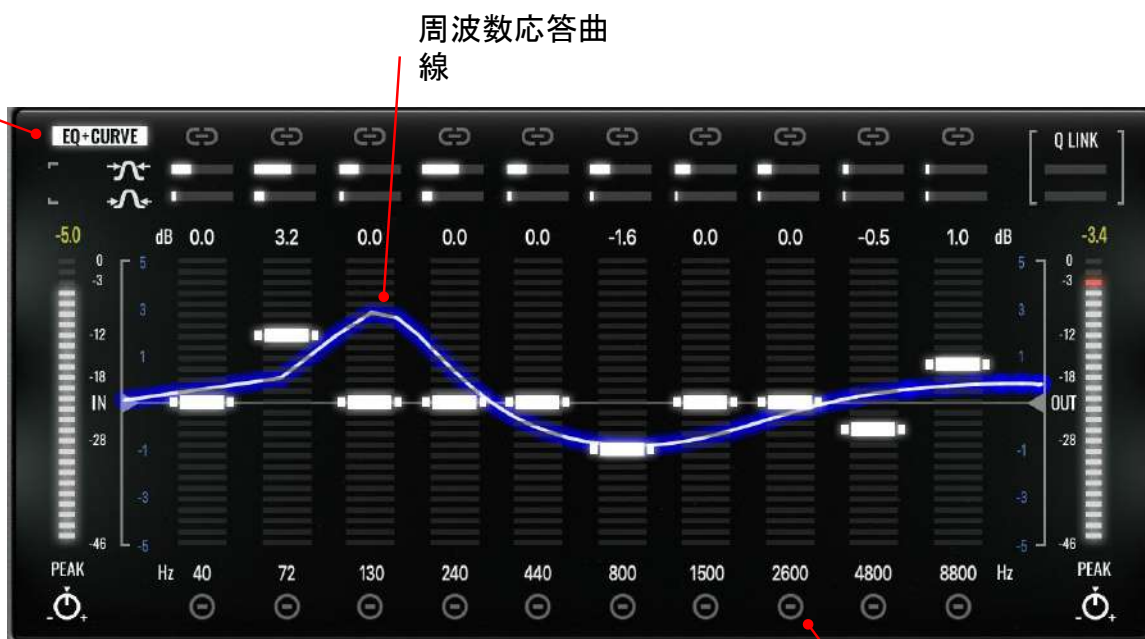 周波数応答曲
線
EQ+CURVE
Q LINK
-5.0 dB 0.0 3.2 0.0 0.0 0.0 -1.6 0.0 0.0 -0.5 1.0 dB -3.4
0 5 5 0
-3 -3
3 3
-12 -12
1 1
-18 -18
IN OUT
-28 -28
-1 -1
-3 -3
-46 -5 -5 -46
PEAK Hz 40 72 130 240 440 800 1500 2600 4800 8800 Hz PEAK
- + - +